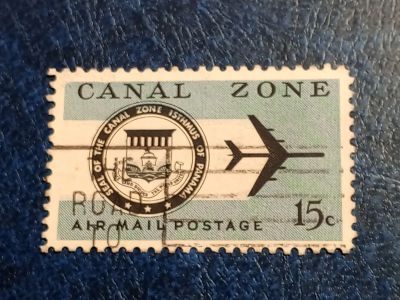 CANAL ZONE
SEAL OF THE CANAL ZONE ISTHMUS OF PANAMA
15c
AIR MAIL POSTAGE